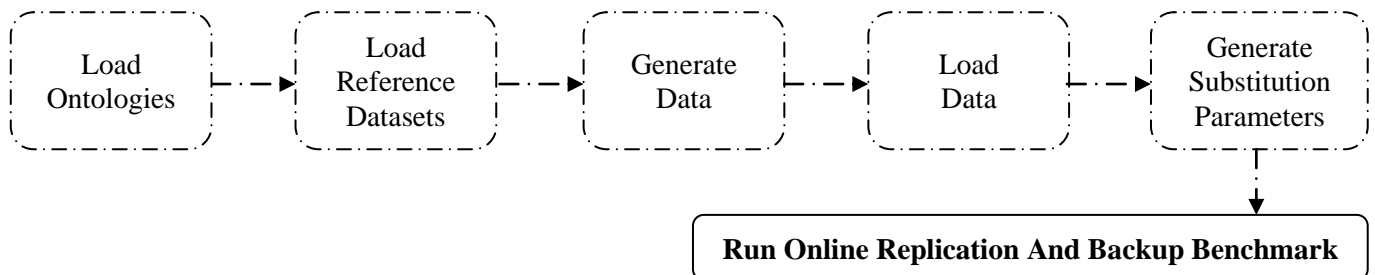 Load
Ontologies
Load
Reference
Datasets
Generate
Data
Load
Data
Generate
Substitution
Parameters
Run Online Replication And Backup Benchmark